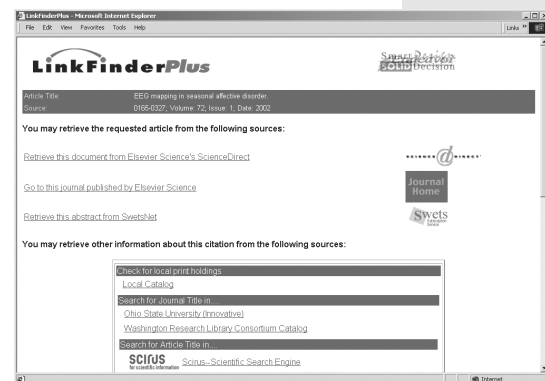 LinkFinderPlus - Microsoft Internet Explorer
File Edit View Favorites Tools Help Links »
LinkFinderPlus
SOLID Decision
Article Title: EEG mapping in seasonal affective disorder.
Source: 0165-0327; Volume: 72; Issue: 1; Date: 2002
You may retrieve the requested article from the following sources:
Retrieve this document from Elsevier Science's ScienceDirect
Go to this journal published by Elsevier Science
Journal
Home
Retrieve this abstract from SwetsNet
Swets
You may retrieve other information about this citation from the following sources:
Check for local print holdings
Local Catalog
Search for Journal Title in....
Ohio State University (Innovative)
Washington Research Library Consortium Catalog
Search for Article Title in....
SCIRUS
for scientific information
Scirus--Scientific Search Engine
Internet